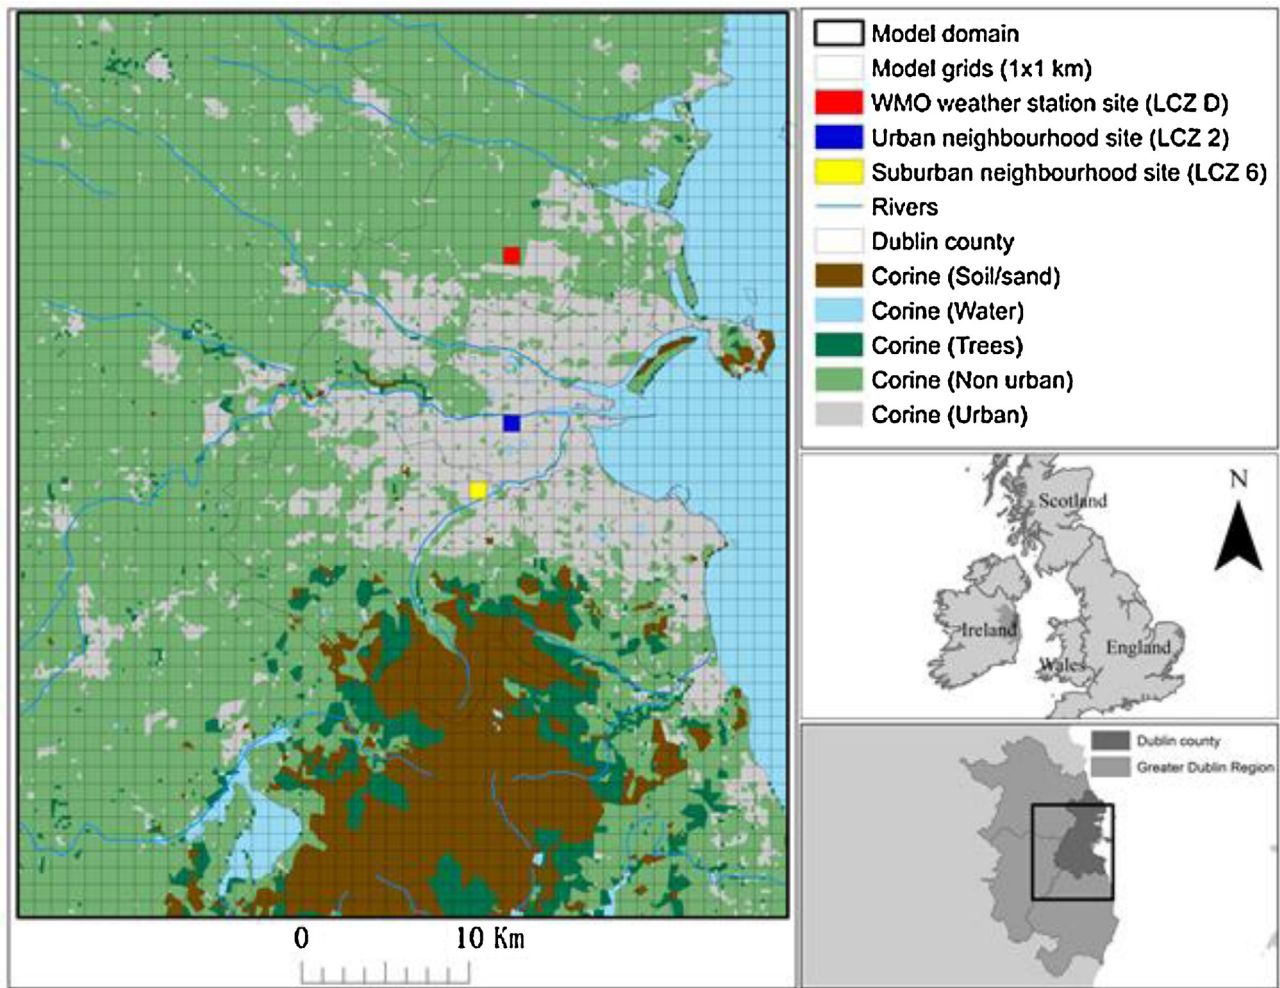 Model domain
Model grids (1x1 km)
WMO weather station site (LCZ D)
Urban neighbourhood site (LCZ 2)
Suburban neighbourhood site (LCZ 6)
Rivers
Dublin county
Corine (Soil/sand)
Corine (Water)
Corine (Trees)
Corine (Non urban)
Corine (Urban)
N
Scotland
Ireland
England
Wales
Dublin county
Greater Dublin Region
0 10 Km